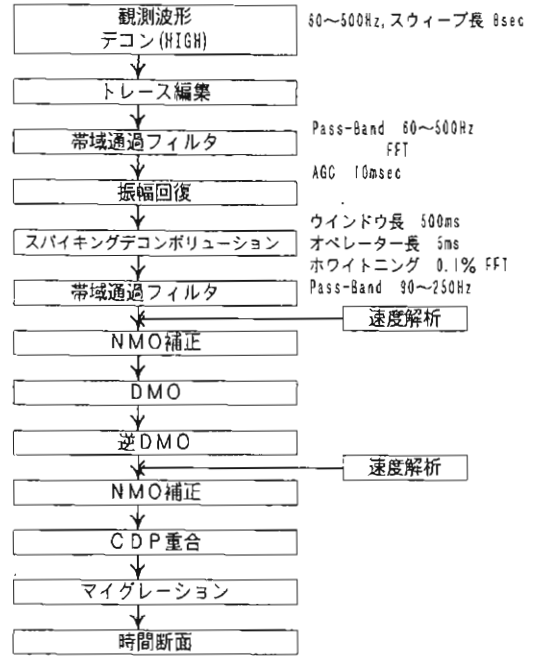 観測波形
デコン(HIGH)
60～500Hz,スウィープ長 8sec
トレース編集
帯域通過フィルタ
Pass-Band 60～500Hz
FFT
振幅回復
AGC 10msec
スパイキングデコンボリューション
ウインドウ長 500ms
オペレーター長 5ms
ホワイトニング 0.1% FFT
帯域通過フィルタ
Pass-Band 90～250Hz
速度解析
NMO補正
DMO
逆DMO
速度解析
NMO補正
CDP重合
マイグレーション
時間断面